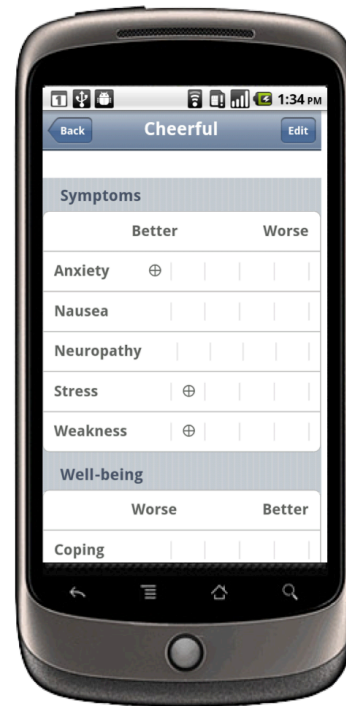 1 1:34 PM
Back Cheerful Edit
Symptoms
Better Worse
Anxiety
Nausea
Neuropathy
Stress
Weakness
Well-being
Worse Better
Coping